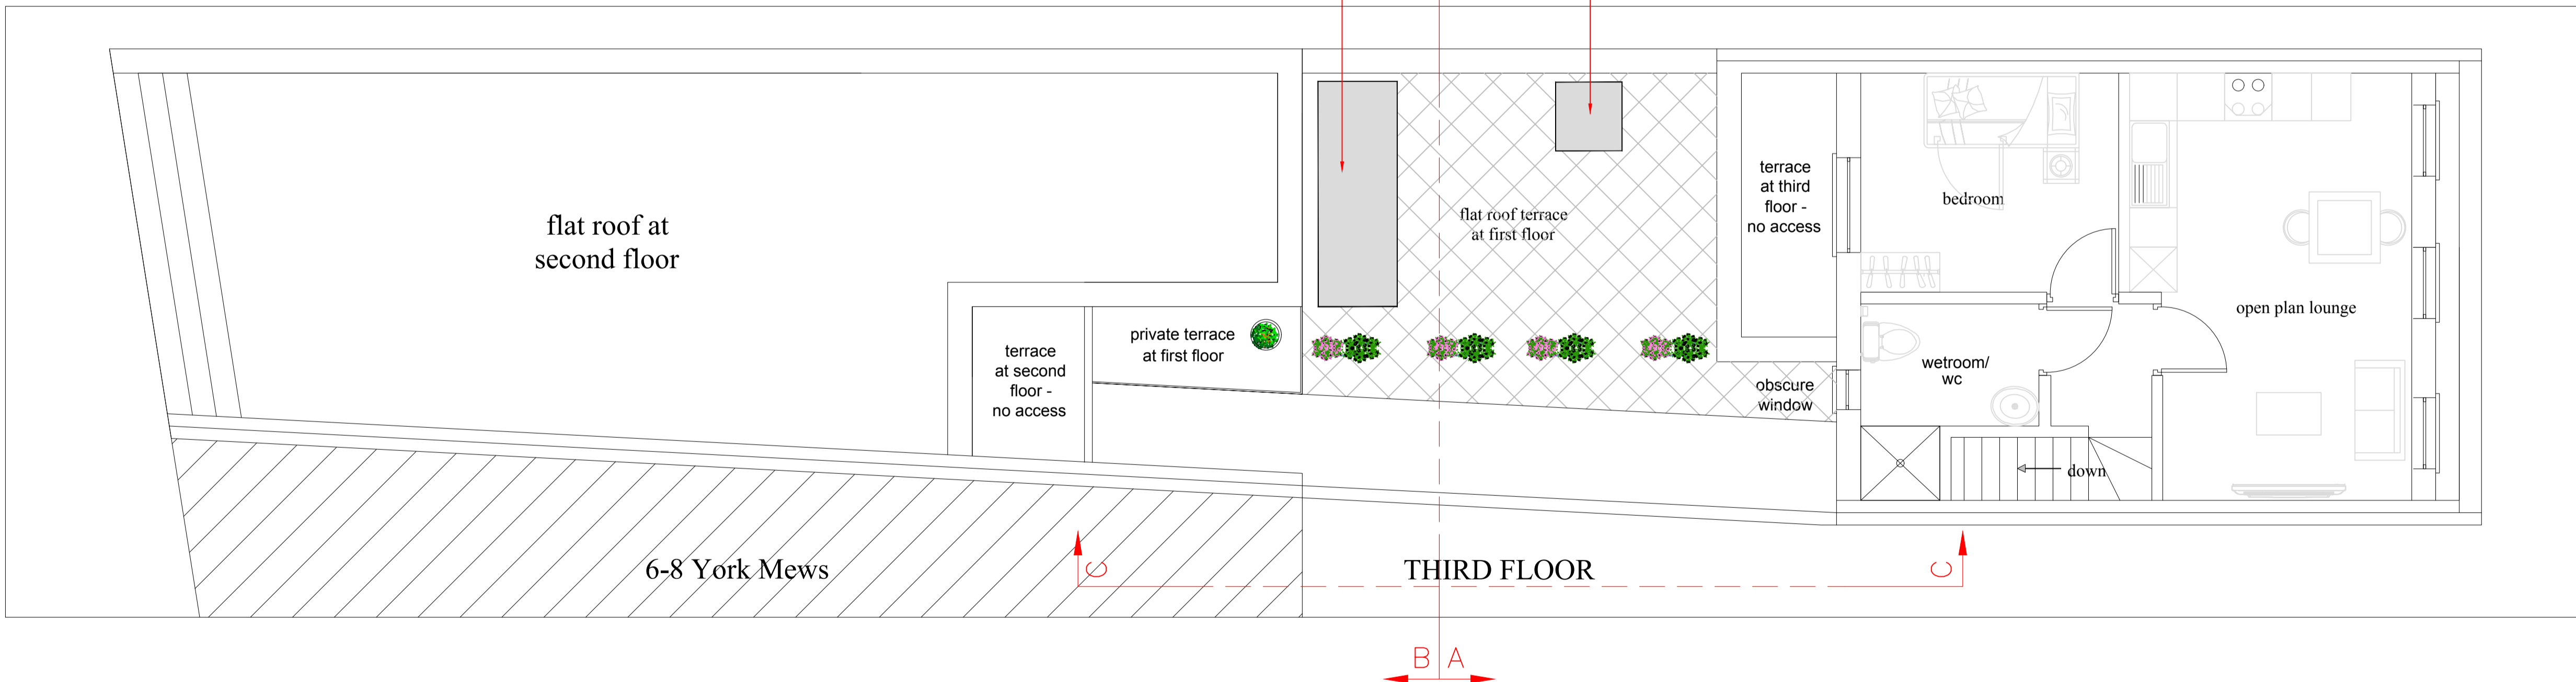 flat roof at
second floor
terrace
at second
floor -
no access
private terrace
at first floor
flat roof terrace
at first floor
terrace
at third
floor -
no access
obscure
window
bedroom
wetroom/
wc
down
open plan lounge
6-8 York Mews
THIRD FLOOR
C
C
B A